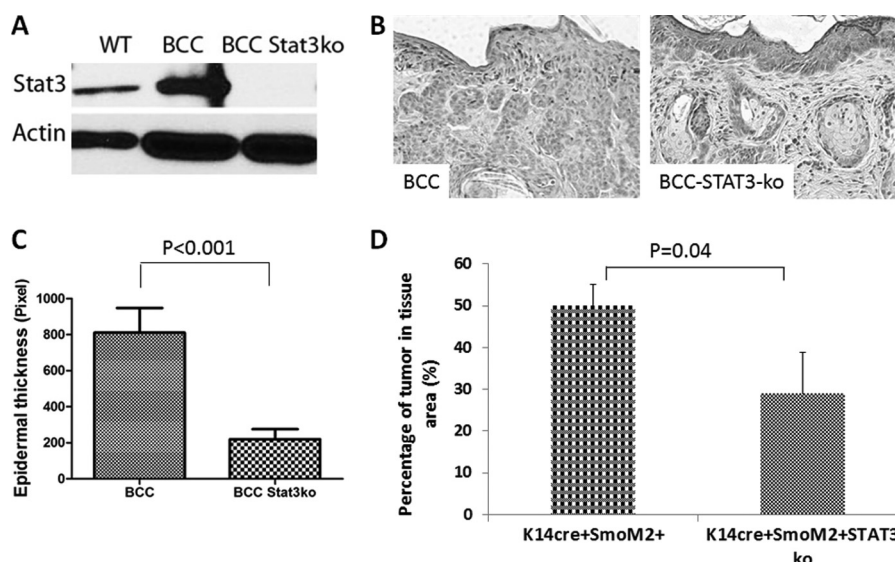 A
WT BCC BCC Stat3ko
Stat3
Actin
B
BCC
BCC-STAT3-ko
C
P<0.001
Epidermal thickness (Pixel)
1000
800
600
400
200
0
BCC
BCC Stat3ko
D
P=0.04
Percentage of tumor in tissue
area (%)
60
50
40
30
20
10
0
K14cre+SmoM2+
K14cre+SmoM2+STAT3
ko